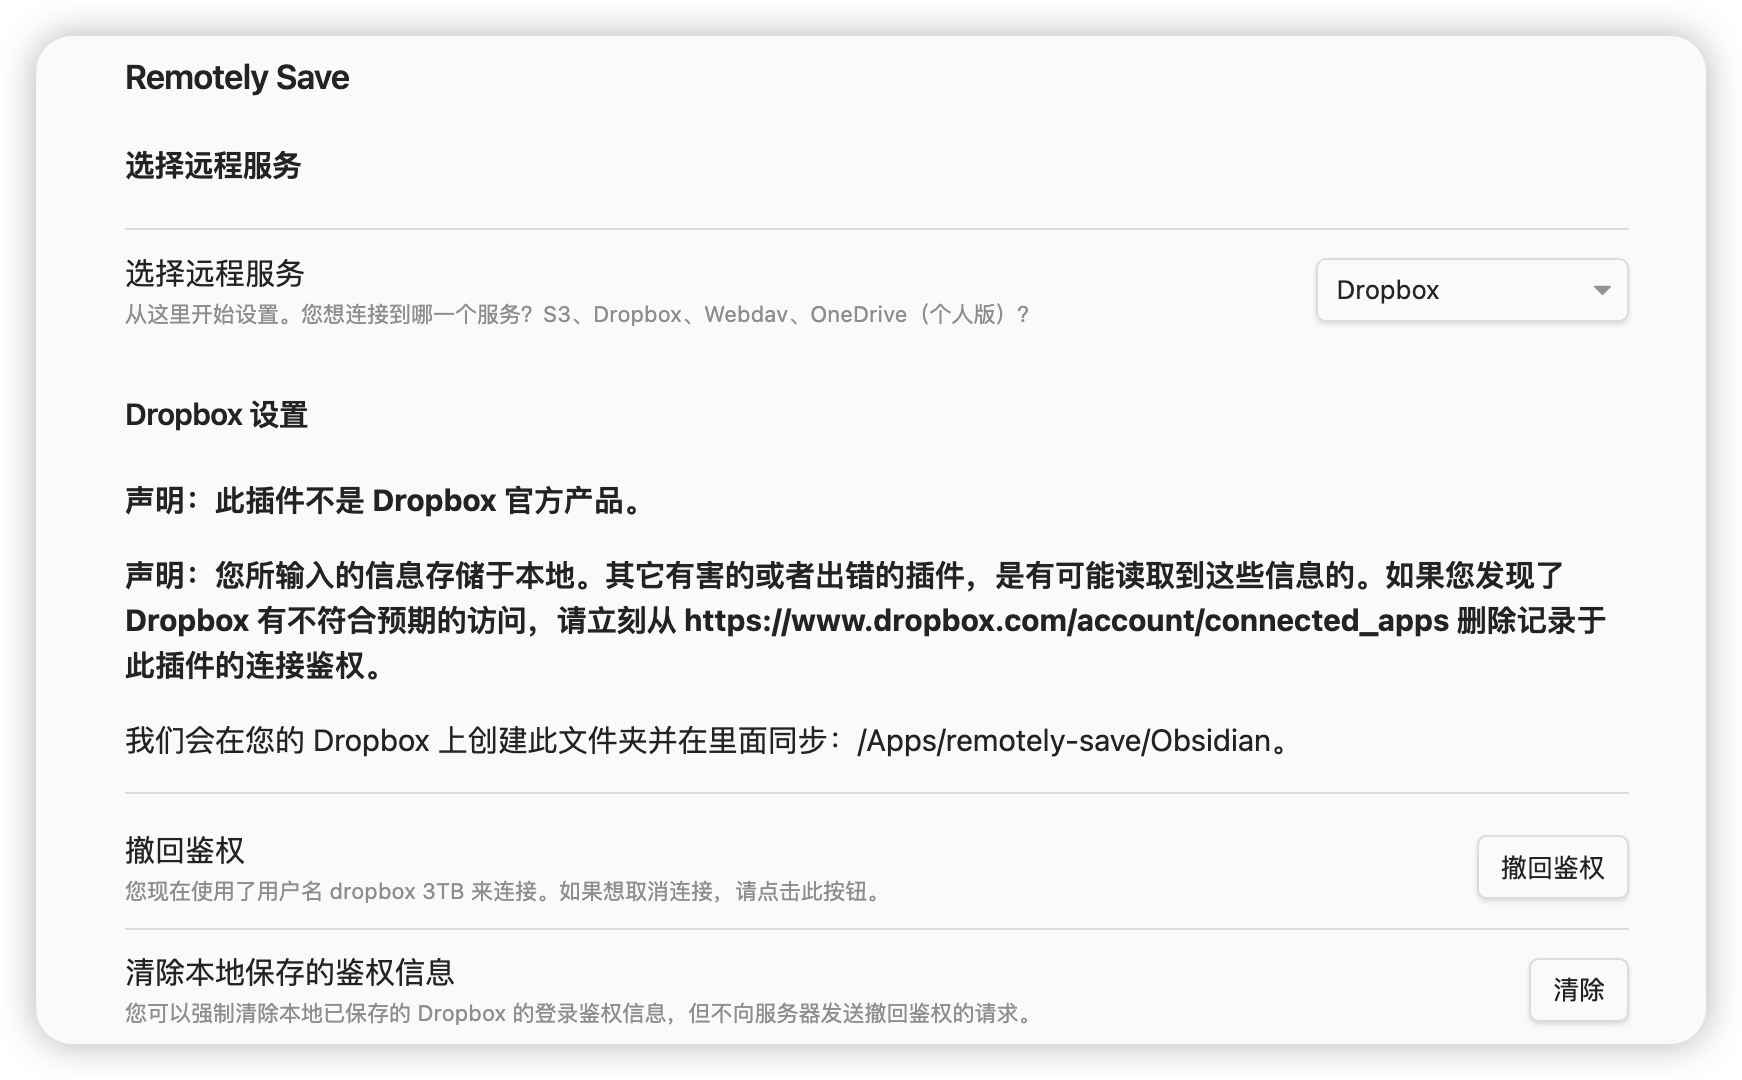 Remotely Save
选择远程服务
选择远程服务
从这里开始设置。您想连接到哪一个服务？S3、Dropbox、Webdav、OneDrive（个人版）？
Dropbox
Dropbox 设置
声明：此插件不是 Dropbox 官方产品。
声明：您所输入的信息存储于本地。其它有害的或者出错的插件，是有可能读取到这些信息的。如果您发现了
Dropbox 有不符合预期的访问，请立刻从 https://www.dropbox.com/account/connected_apps 删除记录于
此插件的连接鉴权。
我们会在您的 Dropbox 上创建此文件夹并在里面同步：/Apps/remotely-save/Obsidian。
撤回鉴权
您现在使用了用户名 dropbox 3TB 来连接。如果想取消连接，请点击此按钮。
撤回鉴权
清除本地保存的鉴权信息
您可以强制清除本地已保存的 Dropbox 的登录鉴权信息，但不向服务器发送撤回鉴权的请求。
清除